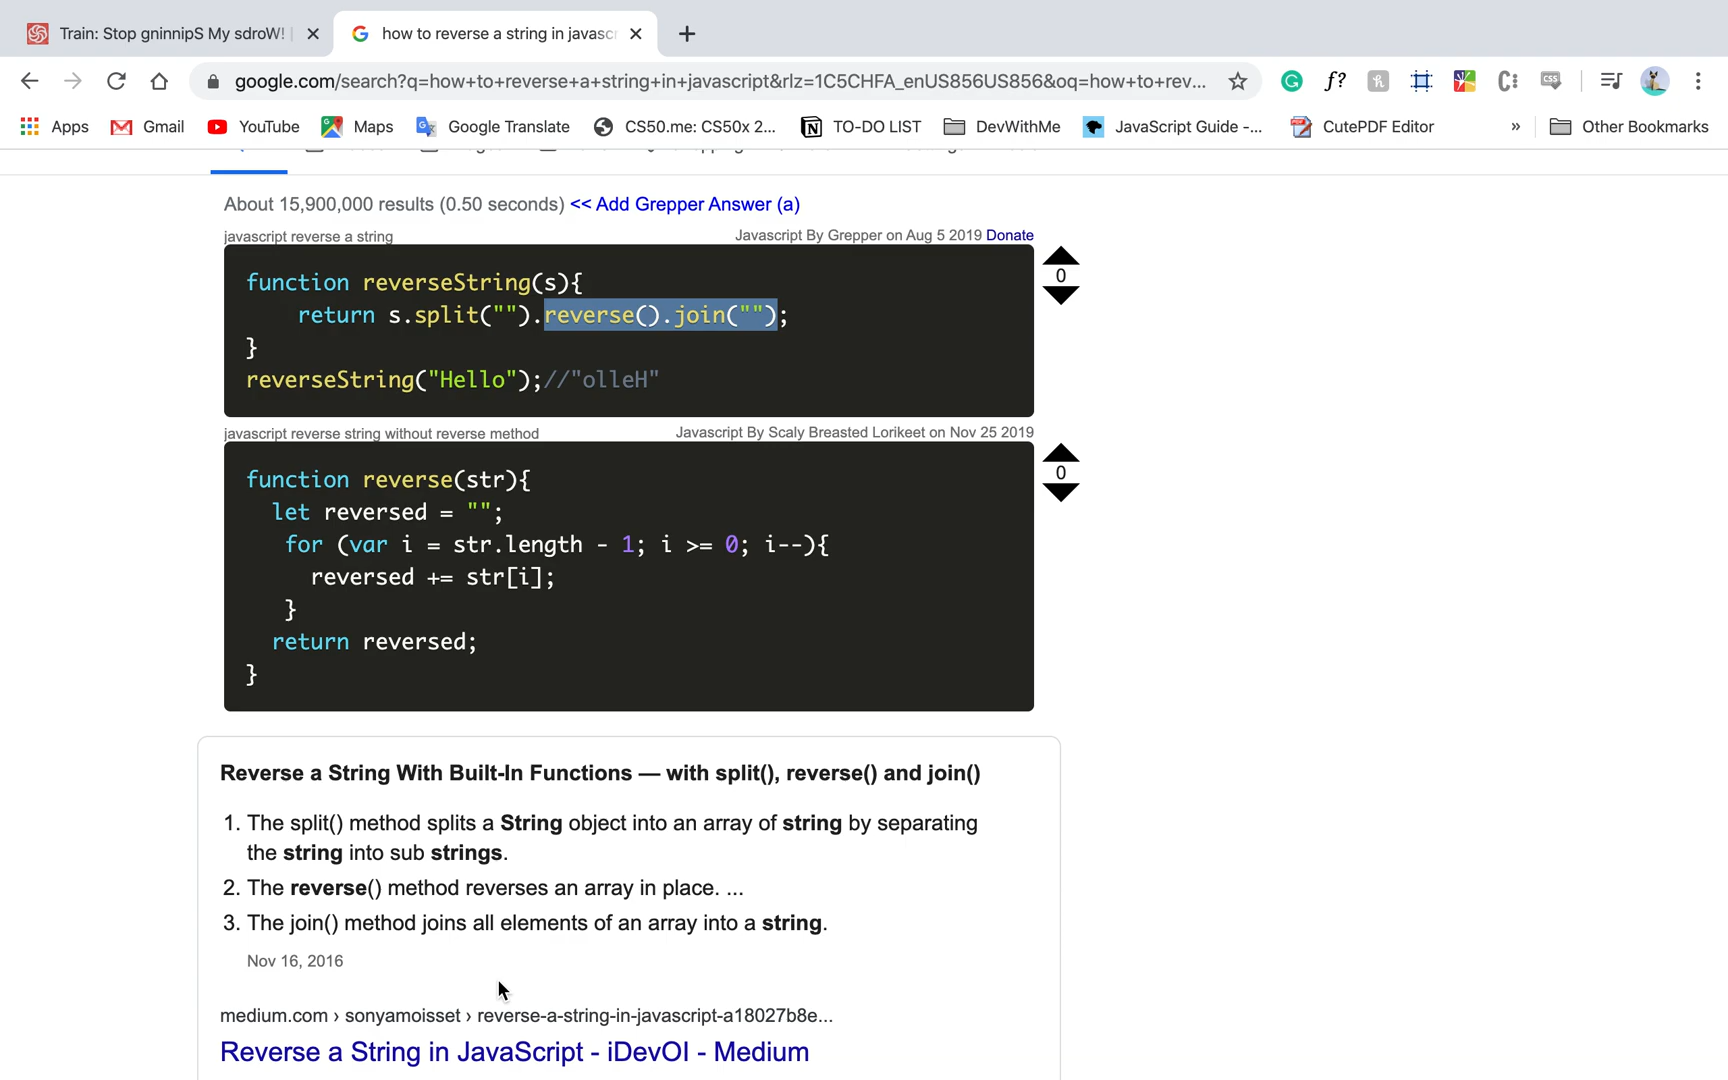 Train: Stop gninnipS My sdroW!
how to reverse a string in javascr
google.com/search?q=how+to+reverse+a+string+in+javascript&rlz=1C5CHFA_enUS856US856&oq=how+to+rev...
Apps Gmail YouTube Maps Google Translate CS50.me: CS50x 2... TO-DO LIST DevWithMe JavaScript Guide -... CutePDF Editor » Other Bookmarks
About 15,900,000 results (0.50 seconds) << Add Grepper Answer (a)
javascript reverse a string Javascript By Grepper on Aug 5 2019 Donate
function reverseString(s){
return s.split("").reverse().join("");
}
reverseString("Hello");//"olleH"
0
javascript reverse string without reverse method Javascript By Scaly Breasted Lorikeet on Nov 25 2019
function reverse(str){
let reversed = "";
for (var i = str.length - 1; i >= 0; i--){
reversed += str[i];
}
return reversed;
}
0
Reverse a String With Built-In Functions — with split(), reverse() and join()
1. The split() method splits a String object into an array of string by separating
the string into sub strings.
2. The reverse() method reverses an array in place. ...
3. The join() method joins all elements of an array into a string.
Nov 16, 2016
medium.com › sonyamoisset › reverse-a-string-in-javascript-a18027b8e...
Reverse a String in JavaScript - iDevOI - Medium